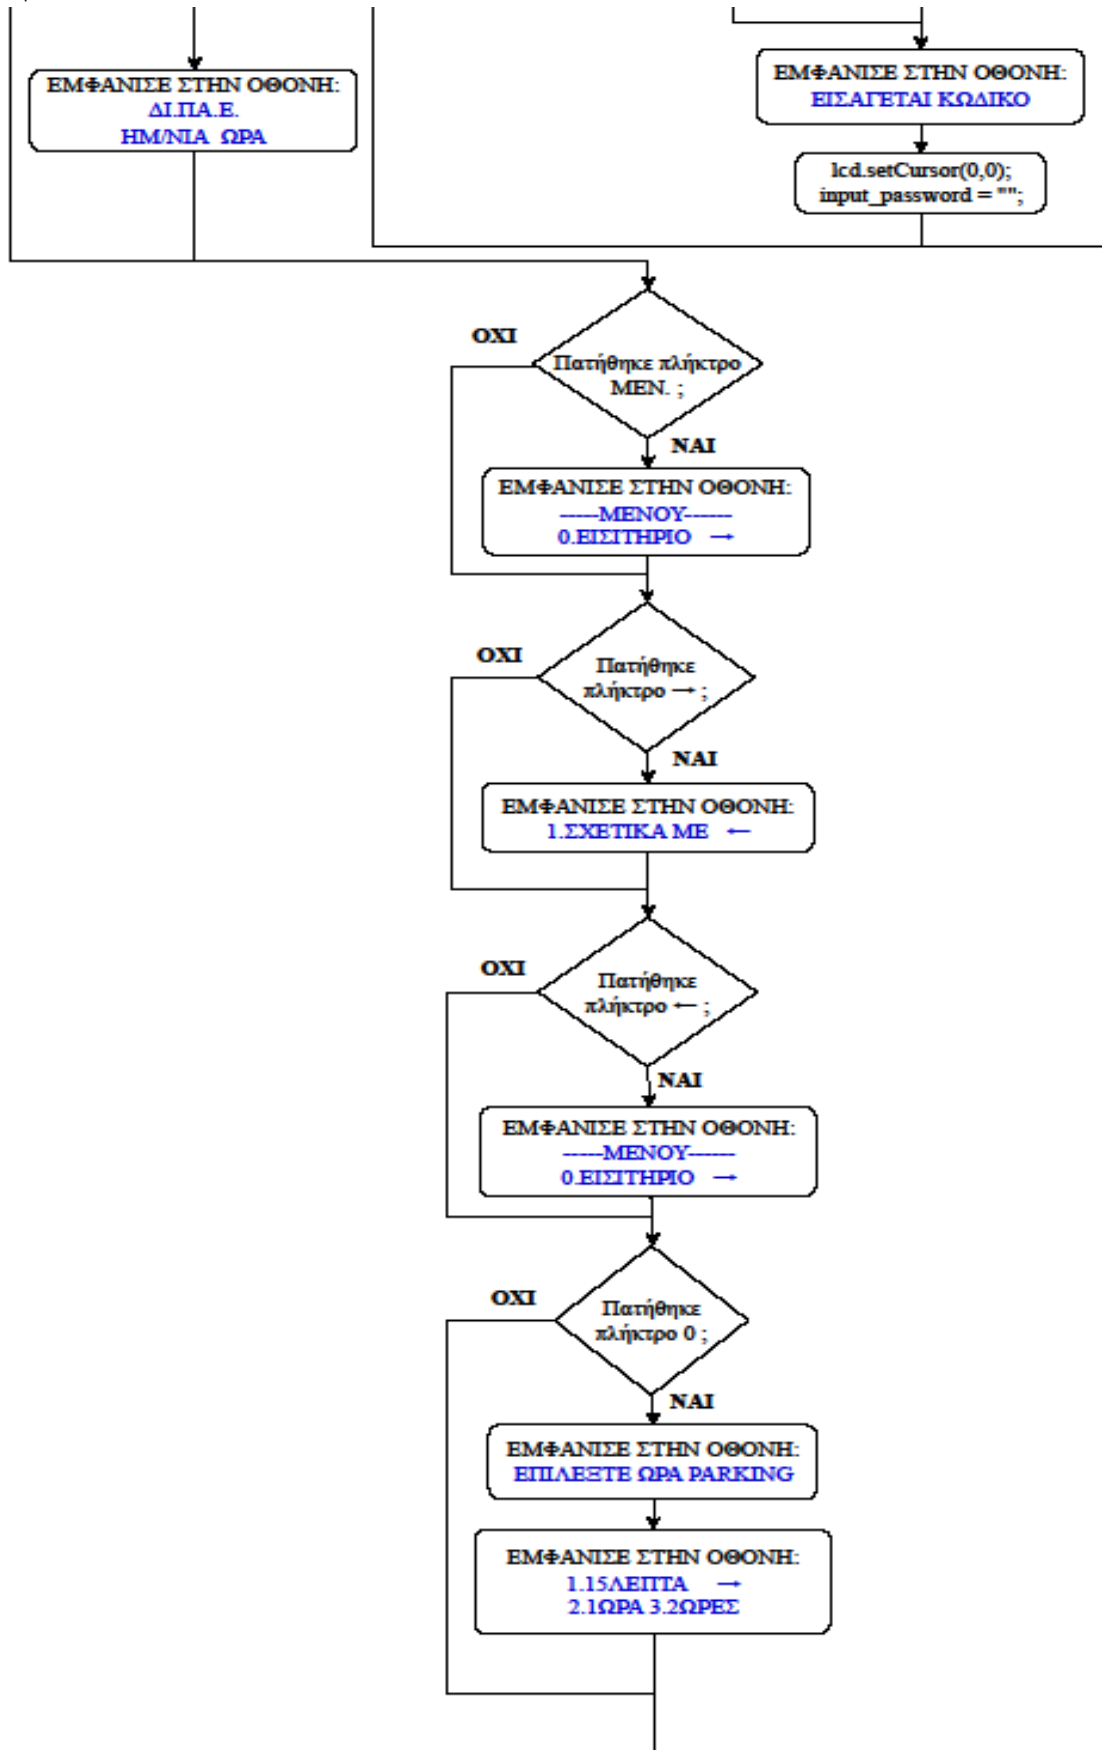 ΕΜΦΑΝΙΣΕ ΣΤΗΝ ΟΘΟΝΗ:
ΔΙ.ΠΑ.Ε.
ΗΜ/ΝΙΑ ΩΡΑ
ΕΜΦΑΝΙΣΕ ΣΤΗΝ ΟΘΟΝΗ:
ΕΙΣΑΓΕΤΑΙ ΚΩΔΙΚΟ
lcd.setCursor(0,0);
input_password = "";
ΟΧΙ
Πατήθηκε πλήκτρο
ΜΕΝ. ;
ΝΑΙ
ΕΜΦΑΝΙΣΕ ΣΤΗΝ ΟΘΟΝΗ:
-----ΜΕΝΟΥ------
0.ΕΙΣΙΤΗΡΙΟ →
ΟΧΙ
Πατήθηκε
πλήκτρο → ;
ΝΑΙ
ΕΜΦΑΝΙΣΕ ΣΤΗΝ ΟΘΟΝΗ:
1.ΣΧΕΤΙΚΑ ΜΕ ←
ΟΧΙ
Πατήθηκε
πλήκτρο ← ;
ΝΑΙ
ΕΜΦΑΝΙΣΕ ΣΤΗΝ ΟΘΟΝΗ:
-----ΜΕΝΟΥ------
0.ΕΙΣΙΤΗΡΙΟ →
ΟΧΙ
Πατήθηκε
πλήκτρο 0 ;
ΝΑΙ
ΕΜΦΑΝΙΣΕ ΣΤΗΝ ΟΘΟΝΗ:
ΕΠΙΛΕΞΤΕ ΩΡΑ PARKING
ΕΜΦΑΝΙΣΕ ΣΤΗΝ ΟΘΟΝΗ:
1.15ΛΕΠΤΑ →
2.1ΩΡΑ 3.2ΩΡΕΣ